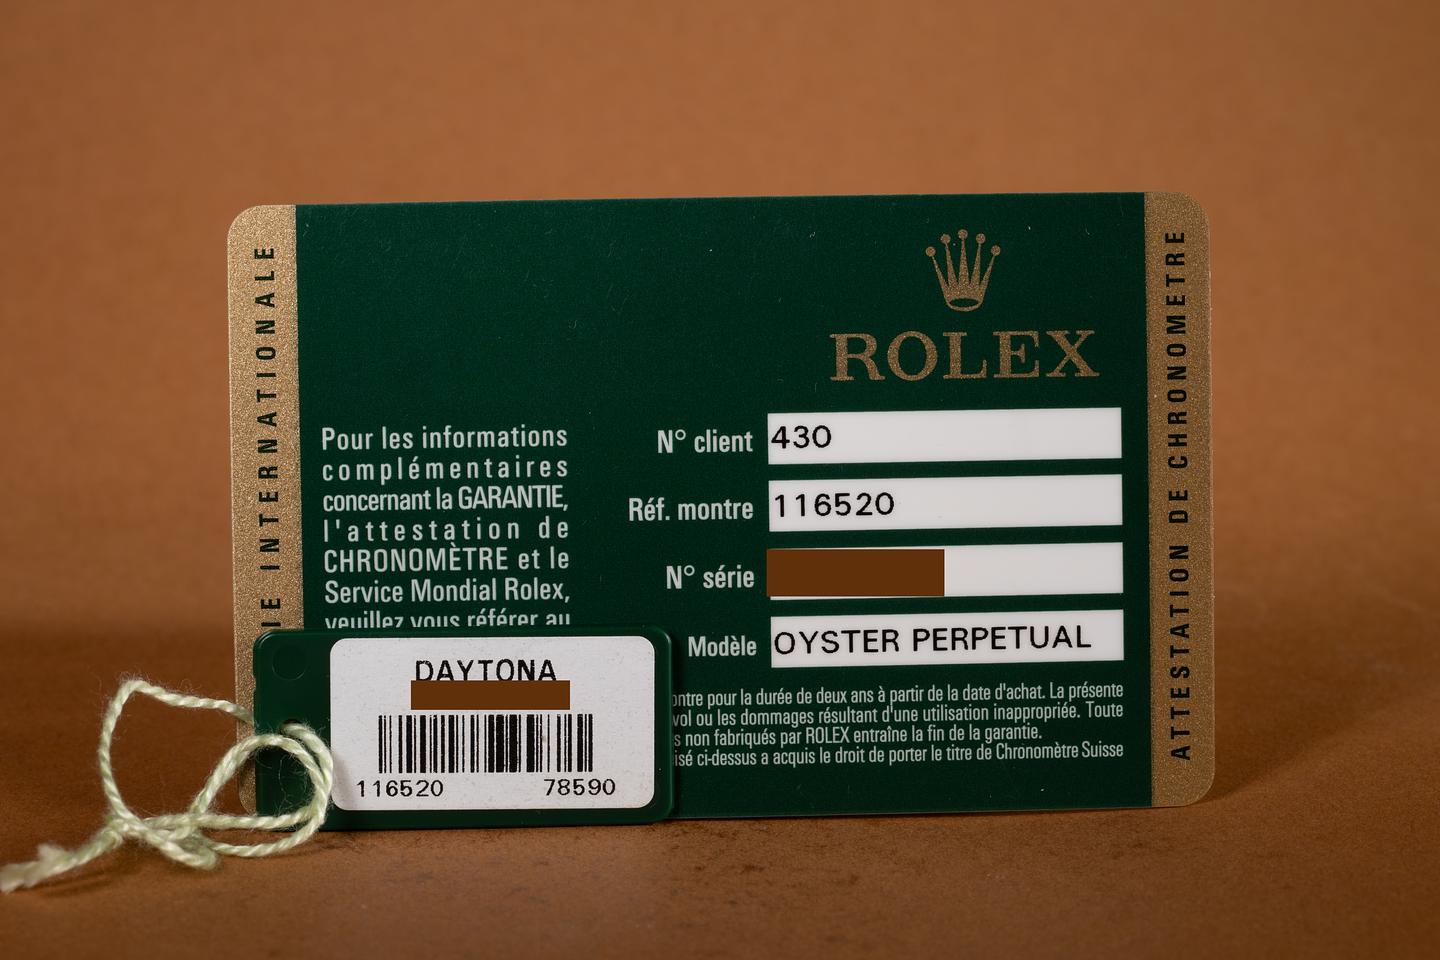 IE INTERNATIONALE
ROLEX
Pour les informations
complémentaires
concernant la GARANTIE,
l'attestation de
CHRONOMÈTRE et le
Service Mondial Rolex,
veuillez vous référer au
N° client 430
Réf. montre 116520
N° série
Modèle OYSTER PERPETUAL
ontre pour la durée de deux ans à partir de la date d'achat. La présente
vol ou les dommages résultant d'une utilisation inappropriée. Toute
s non fabriqués par ROLEX entraîne la fin de la garantie.
isé ci-dessus a acquis le droit de porter le titre de Chronomètre Suisse
ATTESTATION DE CHRONOMETRE
DAYTONA
116520 78590